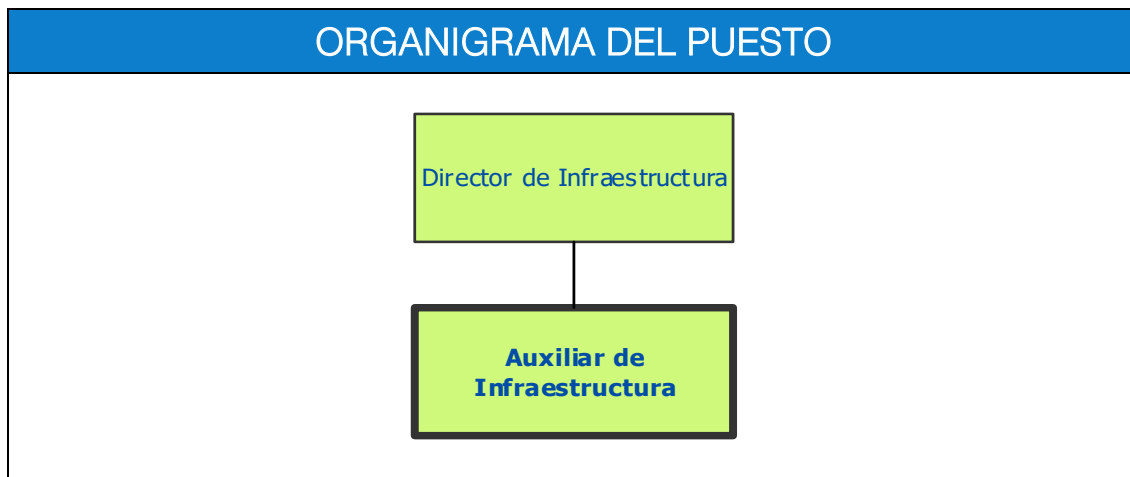 ORGANIGRAMA DEL PUESTO
Director de Infraestructura
Auxiliar de
Infraestructura